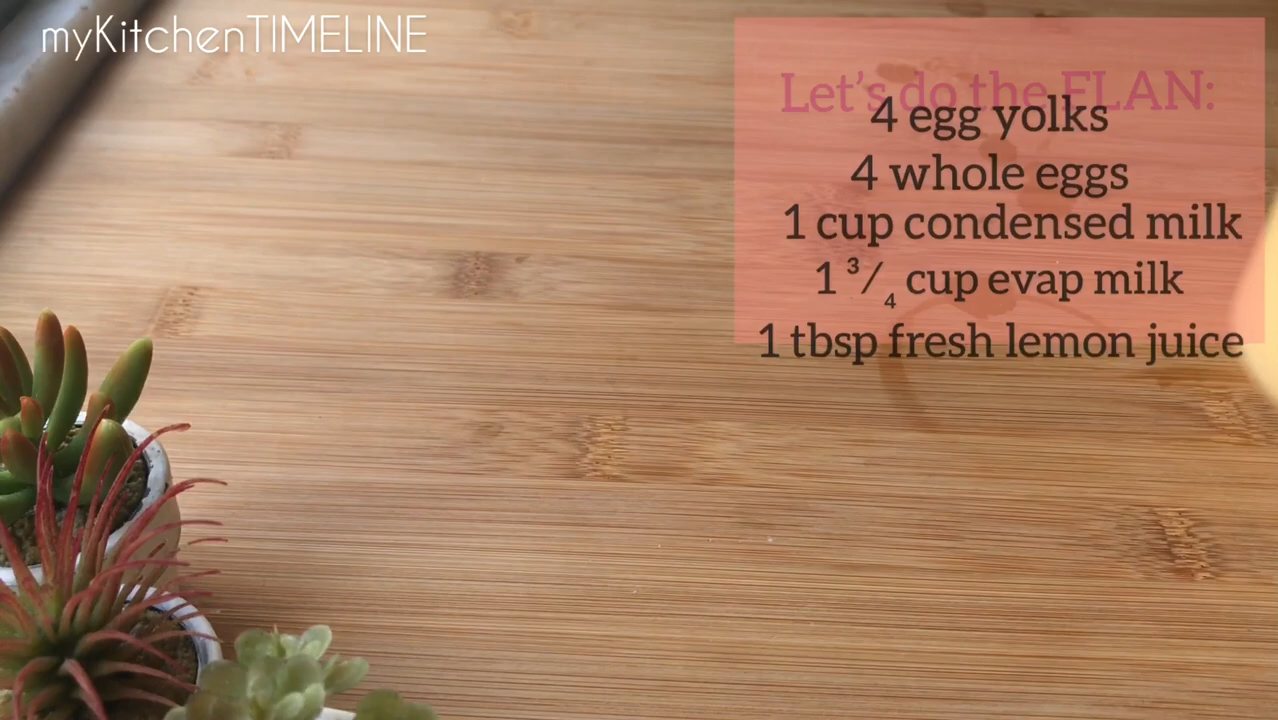 myKitchenTIMELINE
Let's do the FLAN:
4 egg yolks
4 whole eggs
1 cup condensed milk
1 3/4 cup evap milk
1 tbsp fresh lemon juice